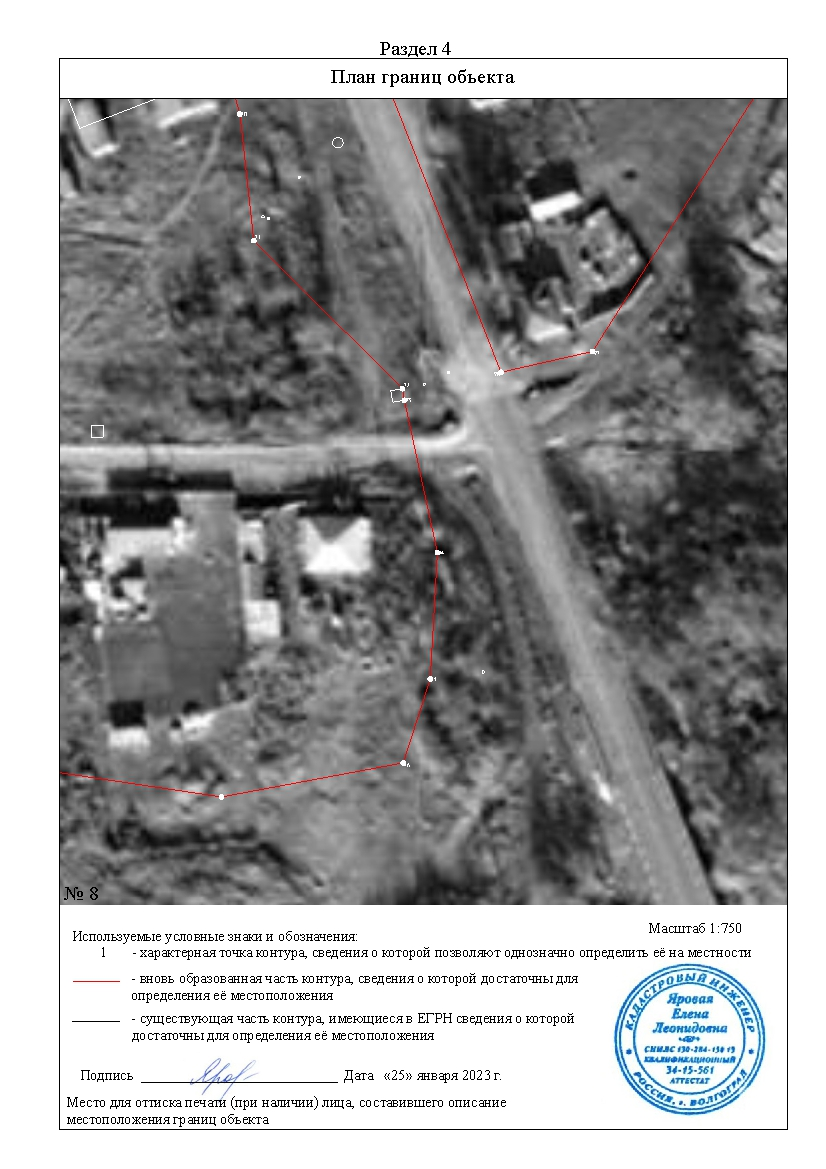 Раздел 4
План границ объекта
№ 8
Масштаб 1:750
Используемые условные знаки и обозначения:
1 - характерная точка контура, сведения о которой позволяют однозначно определить её на местности
- вновь образованная часть контура, сведения о которой достаточны для
определения её местоположения
- существующая часть контура, имеющиеся в ЕГРН сведения о которой
достаточны для определения её местоположения
КАДАСТРОВЫЙ ИНЖЕНЕР
Яровая
Елена
Леонидовна
КВАЛИФИКАЦИОННЫЙ
34-15-561
АТТЕСТАТ
РОССИЯ, г. ВОЛГОГРАД
Подпись Дата «25» января 2023 г.
Место для оттиска печати (при наличии) лица, составившего описание
местоположения границ объекта